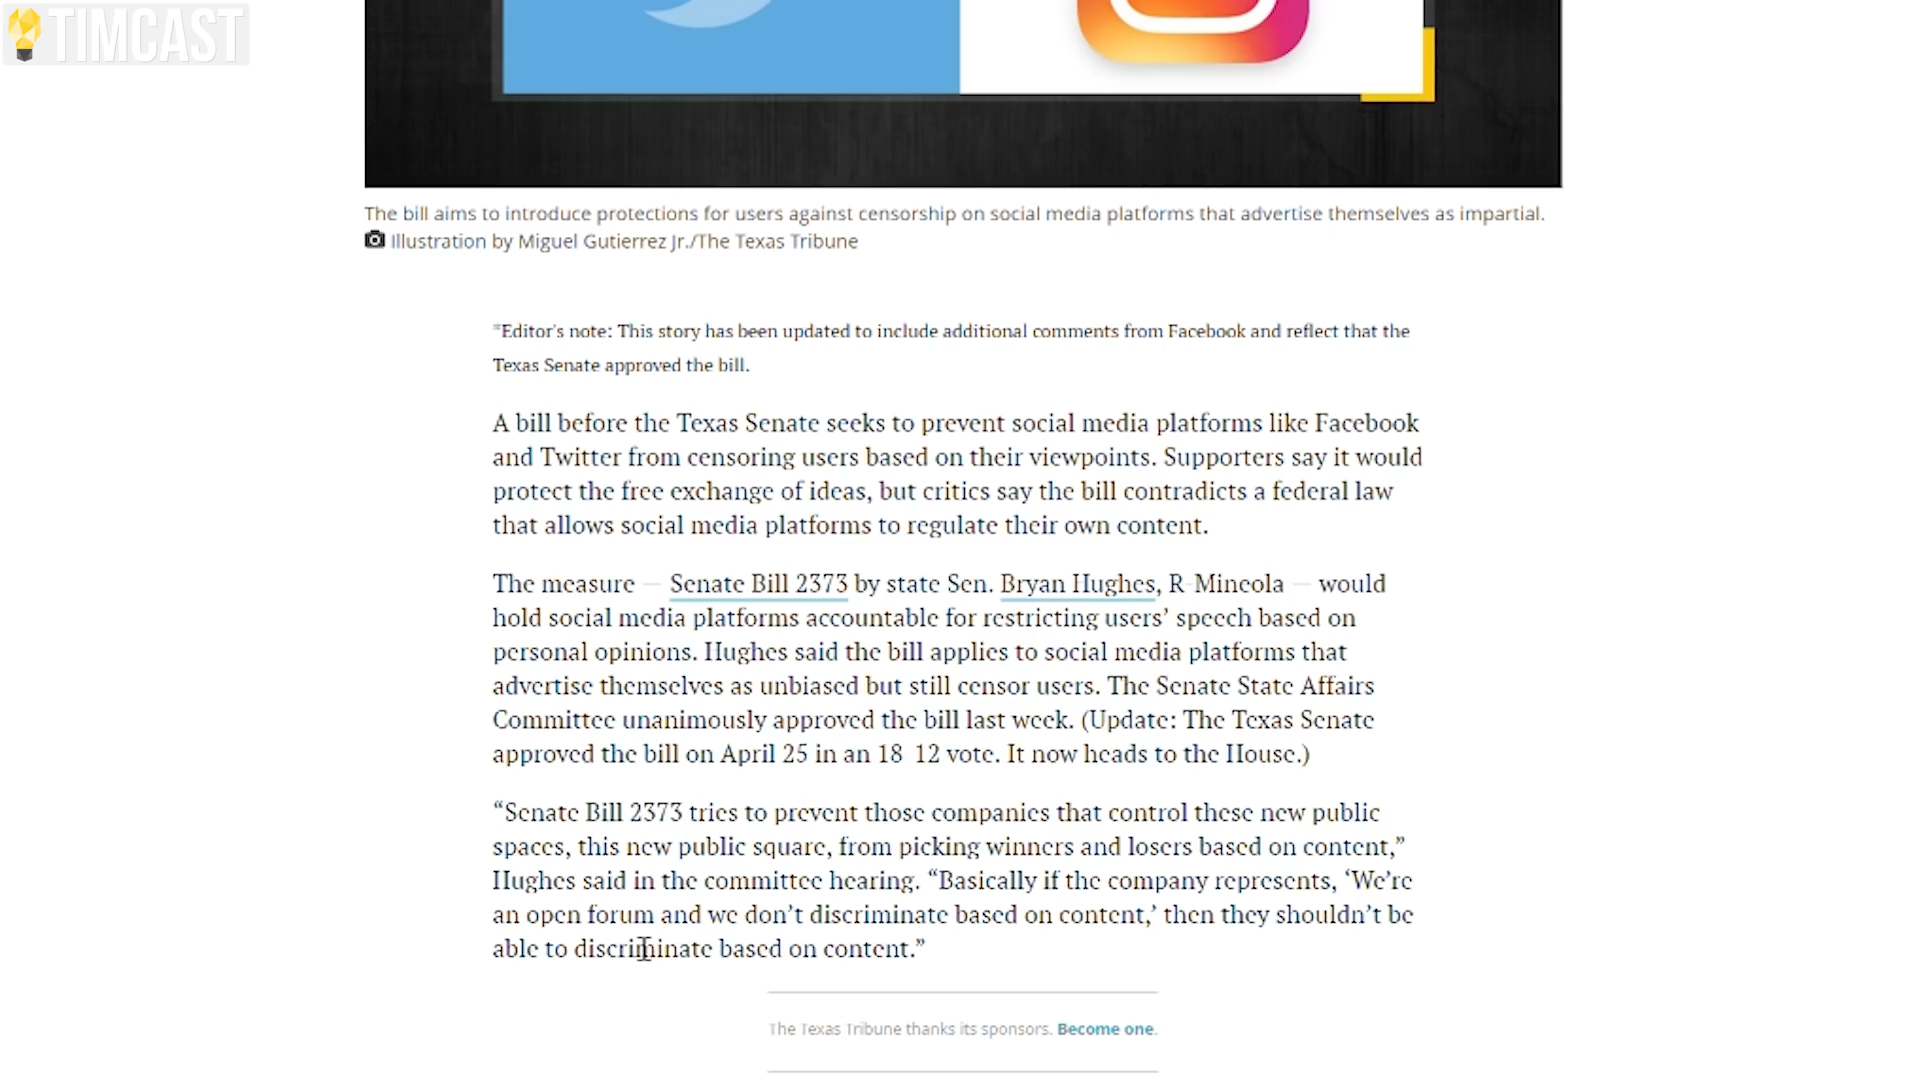 TIMCAST
The bill aims to introduce protections for users against censorship on social media platforms that advertise themselves as impartial.
Illustration by Miguel Gutierrez Jr./The Texas Tribune
*Editor's note: This story has been updated to include additional comments from Facebook and reflect that the
Texas Senate approved the bill.
A bill before the Texas Senate seeks to prevent social media platforms like Facebook
and Twitter from censoring users based on their viewpoints. Supporters say it would
protect the free exchange of ideas, but critics say the bill contradicts a federal law
that allows social media platforms to regulate their own content.
The measure — Senate Bill 2373 by state Sen. Bryan Hughes, R-Mineola — would
hold social media platforms accountable for restricting users’ speech based on
personal opinions. Hughes said the bill applies to social media platforms that
advertise themselves as unbiased but still censor users. The Senate State Affairs
Committee unanimously approved the bill last week. (Update: The Texas Senate
approved the bill on April 25 in an 18-12 vote. It now heads to the House.)
“Senate Bill 2373 tries to prevent those companies that control these new public
spaces, this new public square, from picking winners and losers based on content,”
Hughes said in the committee hearing. “Basically if the company represents, ‘We’re
an open forum and we don’t discriminate based on content,’ then they shouldn’t be
able to discriminate based on content.”
The Texas Tribune thanks its sponsors. Become one.